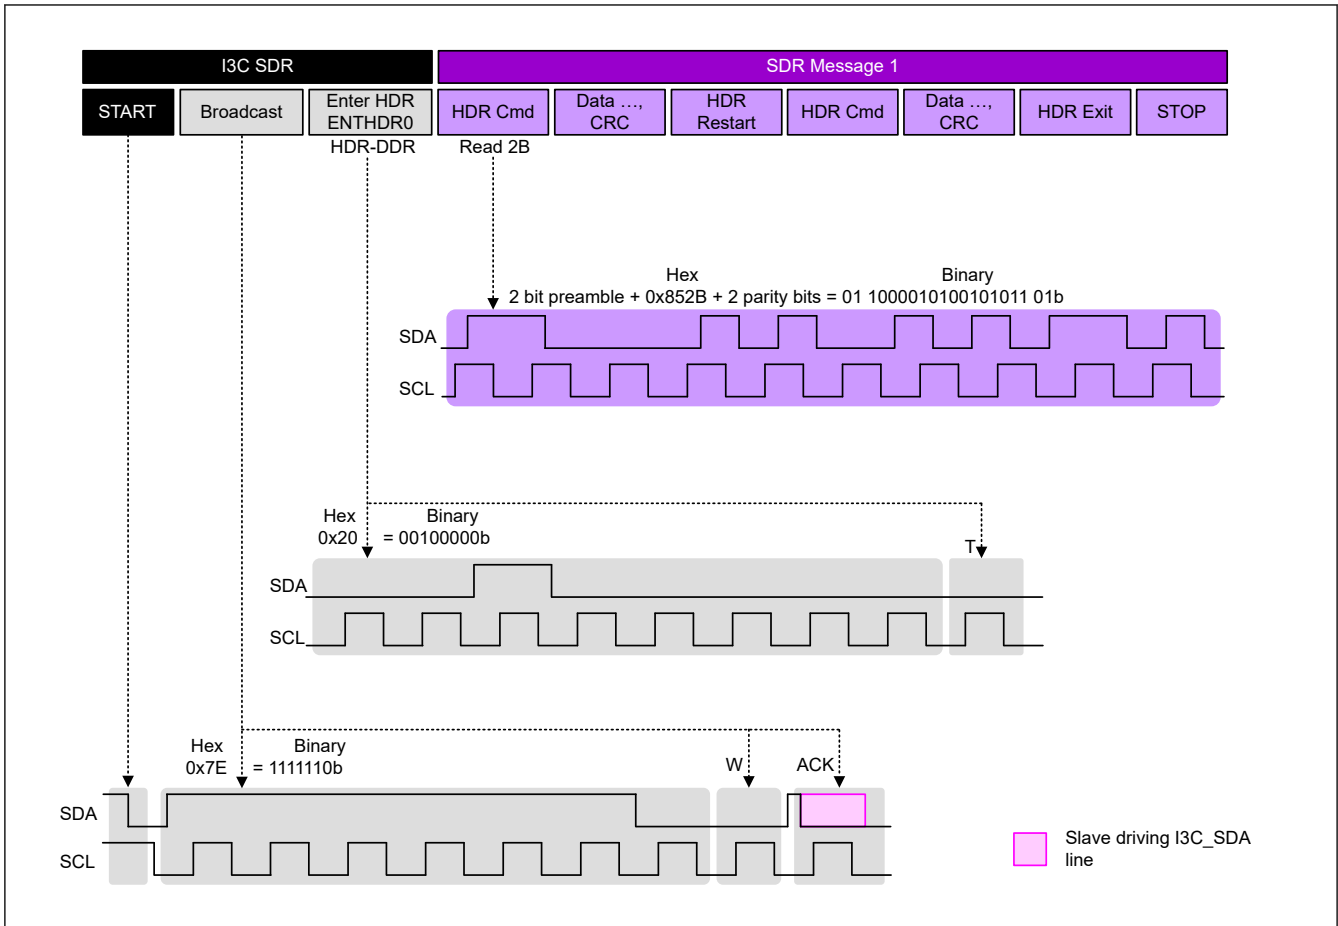 I3C SDR
SDR Message 1
START
Broadcast
Enter HDR
ENTHDR0
HDR Cmd
Data ...,
CRC
HDR
Restart
HDR Cmd
Data ...,
CRC
HDR Exit
STOP
HDR-DDR
Read 2B
Hex
Binary
2 bit preamble + 0x852B + 2 parity bits = 01 1000010100101011 01b
SDA
SCL
Hex
Binary
0x20
= 00100000b
T
SDA
SCL
Hex
Binary
0x7E
= 1111110b
W
ACK
SDA
SCL
Slave driving I3C_SDA
line